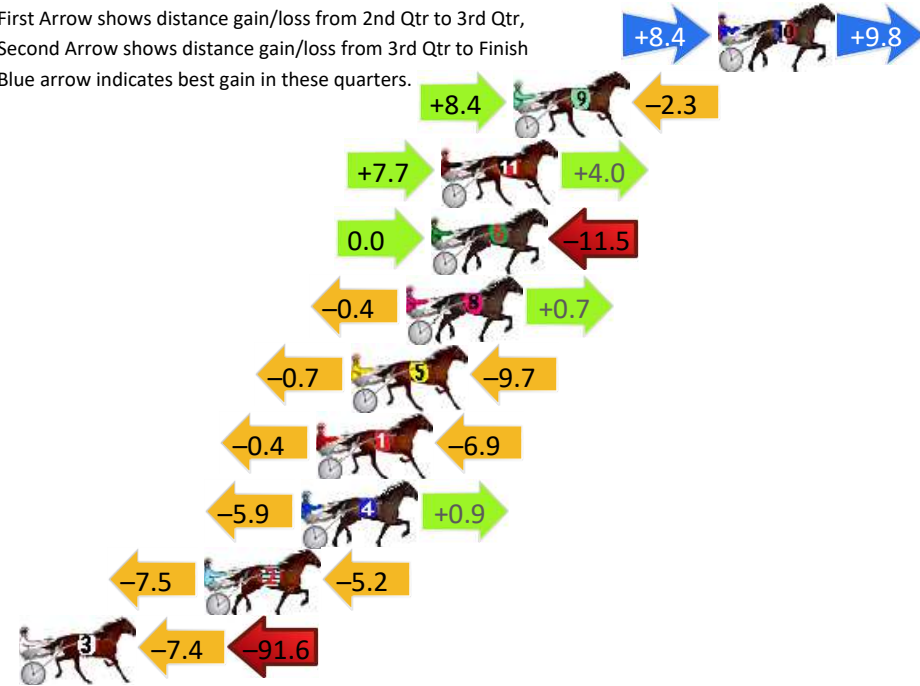 First Arrow shows distance gain/loss from 2nd Qtr to 3rd Qtr,
Second Arrow shows distance gain/loss from 3rd Qtr to Finish
Blue arrow indicates best gain in these quarters.
+8.4 10 +9.8
+8.4 9 –2.3
+7.7 11 +4.0
0.0 6 –11.5
–0.4 8 +0.7
–0.7 5 –9.7
–0.4 1 –6.9
–5.9 4 +0.9
–7.5 2 –5.2
3 –7.4 –91.6